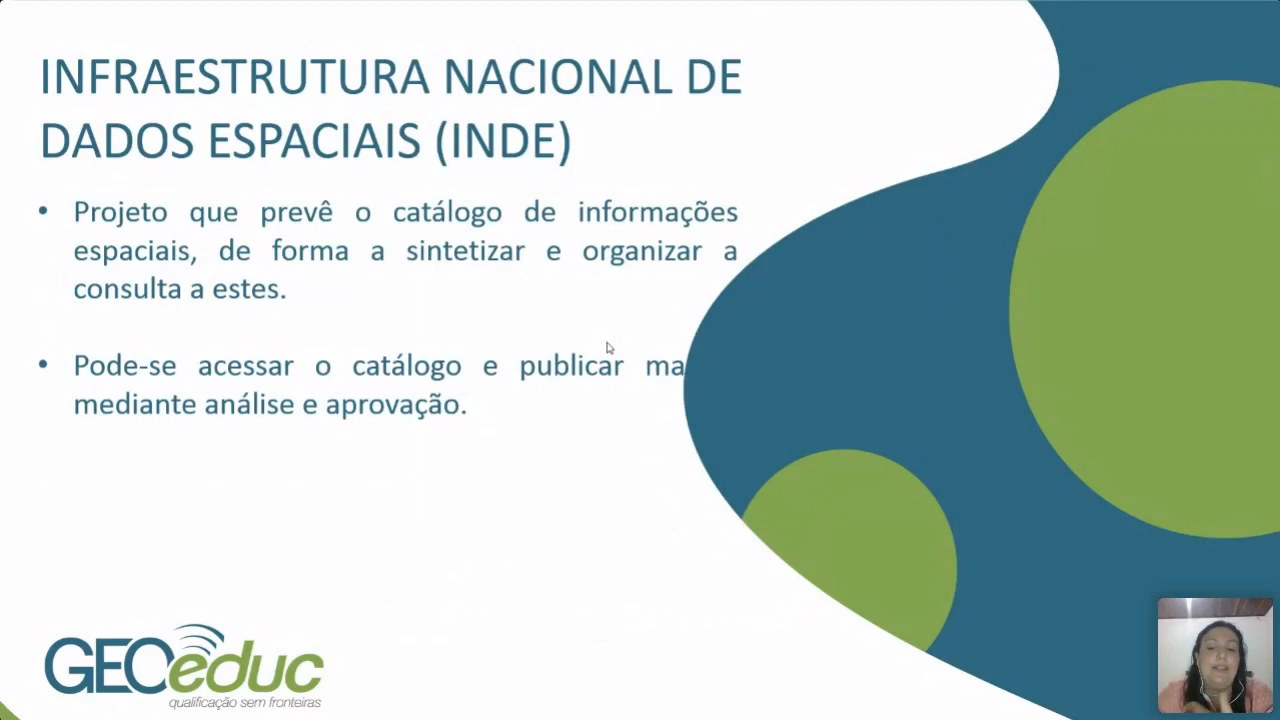 INFRAESTRUTURA NACIONAL DE
DADOS ESPACIAIS (INDE)
• Projeto que prevê o catálogo de informações
espaciais, de forma a sintetizar e organizar a
consulta a estes.
• Pode-se acessar o catálogo e publicar
mediante análise e aprovação.
GEOeduc
qualificação sem fronteiras